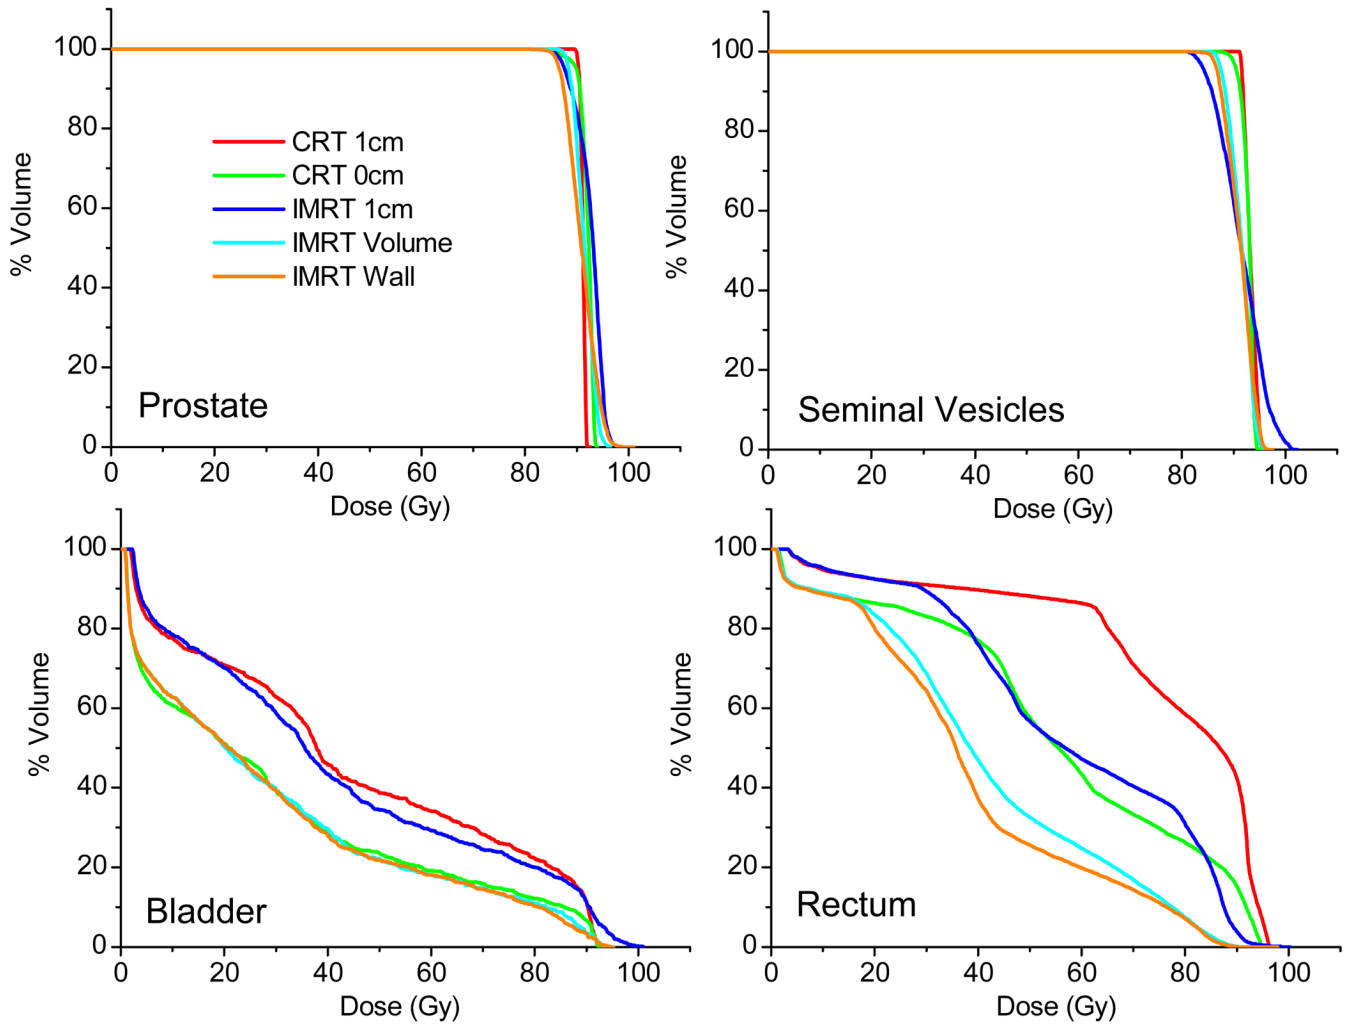 100
80
60
40
20
0
% Volume
CRT 1cm
CRT 0cm
IMRT 1cm
IMRT Volume
IMRT Wall
Prostate
0 20 40 60 80 100
Dose (Gy)
100
80
60
40
20
0
% Volume
Seminal Vesicles
0 20 40 60 80 100
Dose (Gy)
100
80
60
40
20
0
% Volume
Bladder
0 20 40 60 80 100
Dose (Gy)
100
80
60
40
20
0
% Volume
Rectum
0 20 40 60 80 100
Dose (Gy)